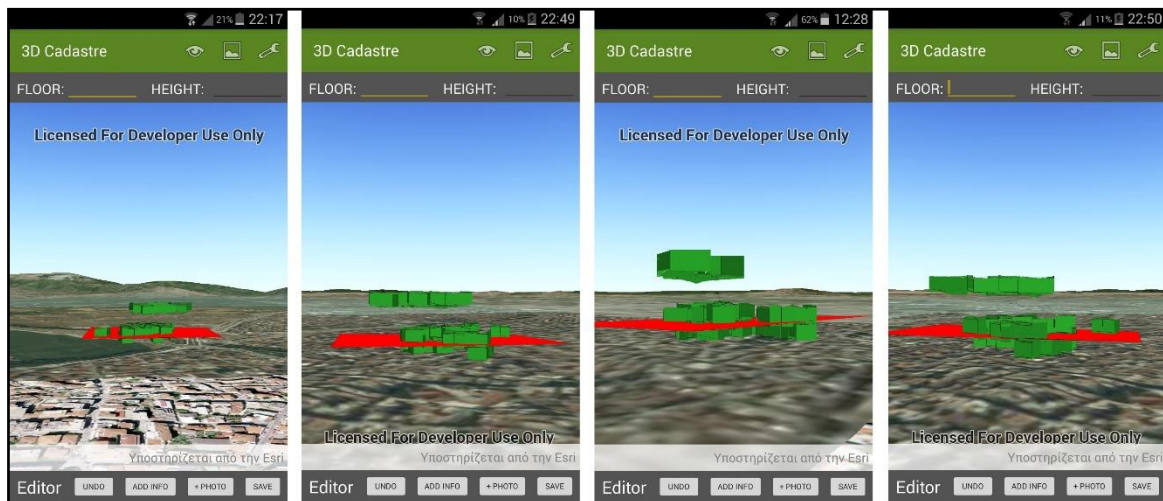 21% 22:17
3D Cadastre
FLOOR: HEIGHT:
Licensed For Developer Use Only
Υποστηρίζεται από την Esri
Editor UNDO ADD INFO + PHOTO SAVE
10% 22:49
3D Cadastre
FLOOR: HEIGHT:
Licensed For Developer Use Only
Υποστηρίζεται από την Esri
Editor UNDO ADD INFO + PHOTO SAVE
62% 12:28
3D Cadastre
FLOOR: HEIGHT:
Licensed For Developer Use Only
Υποστηρίζεται από την Esri
Editor UNDO ADD INFO + PHOTO SAVE
11% 22:50
3D Cadastre
FLOOR: HEIGHT:
Licensed For Developer Use Only
Υποστηρίζεται από την Esri
Editor UNDO ADD INFO + PHOTO SAVE